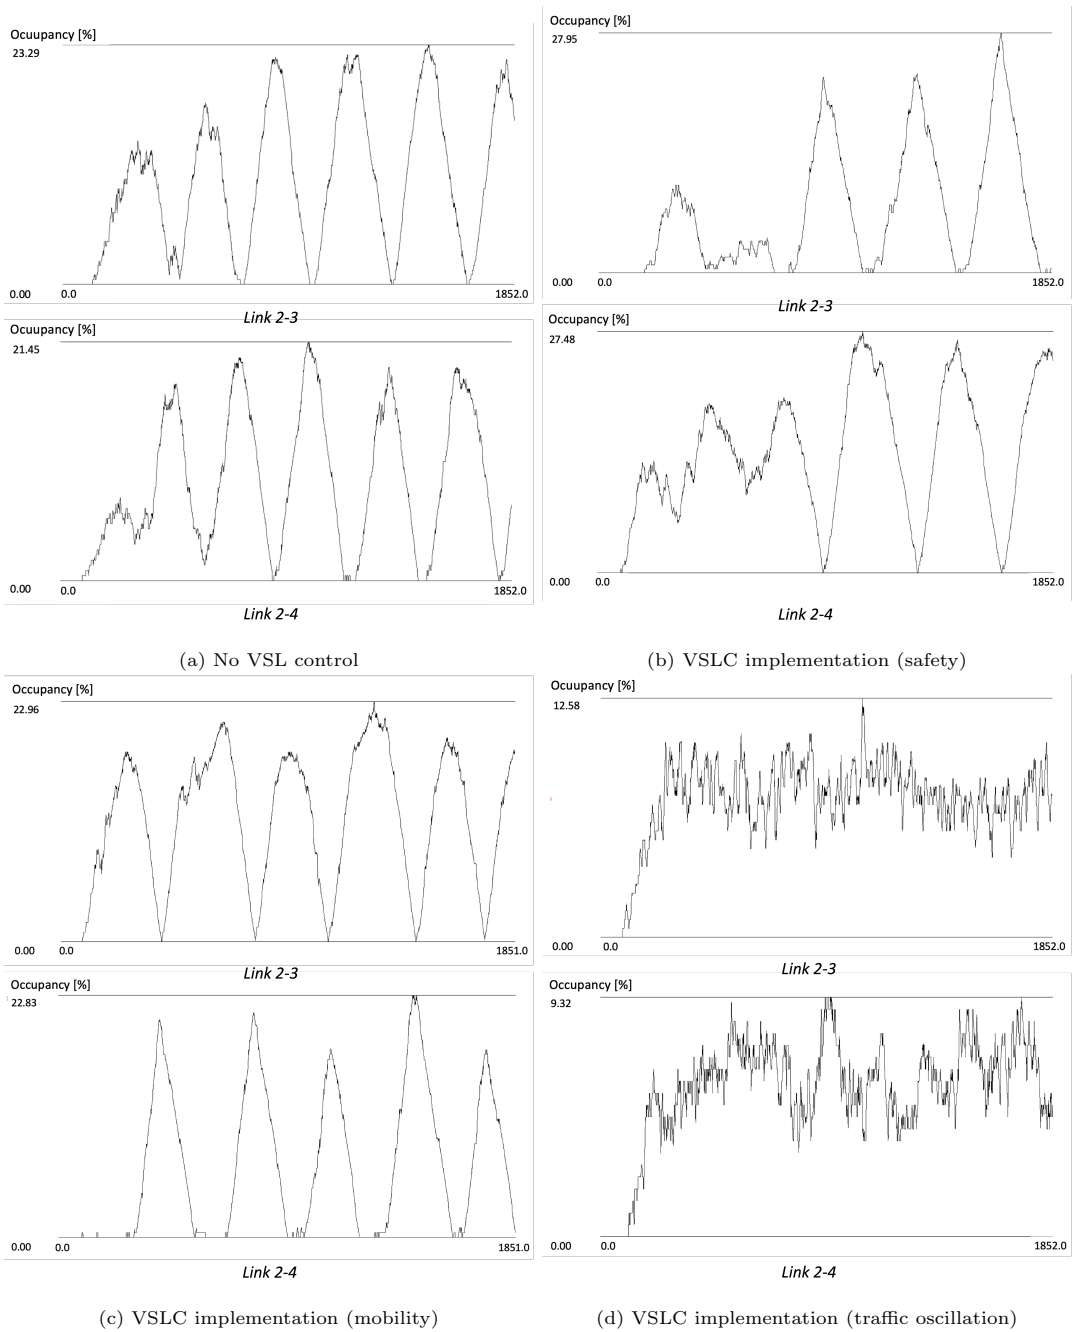 Ocuupancy [%]
23.29
0.00
0.0
1852.0
Link 2-3
Ocuupancy [%]
21.45
0.00
0.0
1852.0
Link 2-4
(a) No VSL control
Occupancy [%]
27.95
0.00
0.0
1852.0
Link 2-3
Occupancy [%]
27.48
0.00
0.0
1852.0
Link 2-4
(b) VSLC implementation (safety)
Occupancy [%]
22.96
0.00
0.0
1851.0
Link 2-3
Occupancy [%]
22.83
0.00
0.0
1851.0
Link 2-4
(c) VSLC implementation (mobility)
Ocuupancy [%]
12.58
0.00
0.0
1852.0
Link 2-3
Occupancy [%]
9.32
0.00
0.0
1852.0
Link 2-4
(d) VSLC implementation (traffic oscillation)